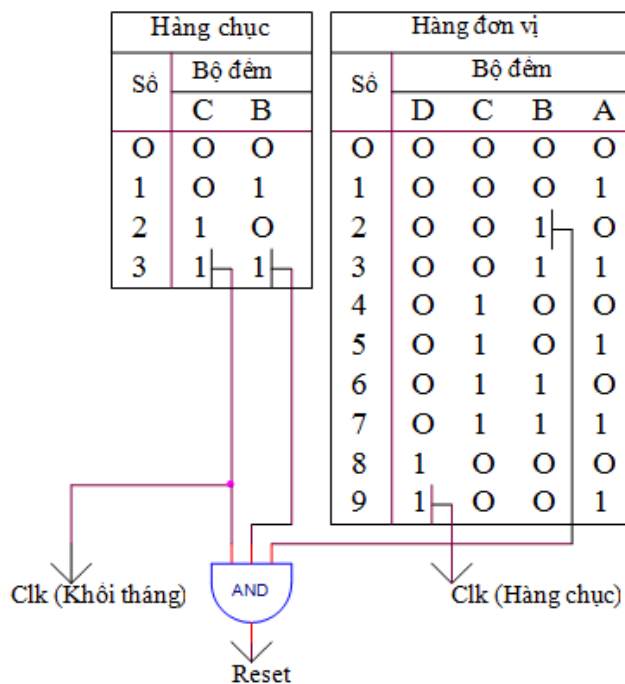 Hàng chục
Số
Bộ đếm
C B
O O O
1 O 1
2 1 O
3 1 1
Hàng đơn vị
Bộ đếm
D C B A
O O O O O
1 O O O 1
2 O O 1 O
3 O O 1 1
4 O 1 O O
5 O 1 O 1
6 O 1 1 O
7 O 1 1 1
8 1 O O O
9 1 O O 1
Clk (Khối tháng)
AND
Clk (Hàng chục)
Reset